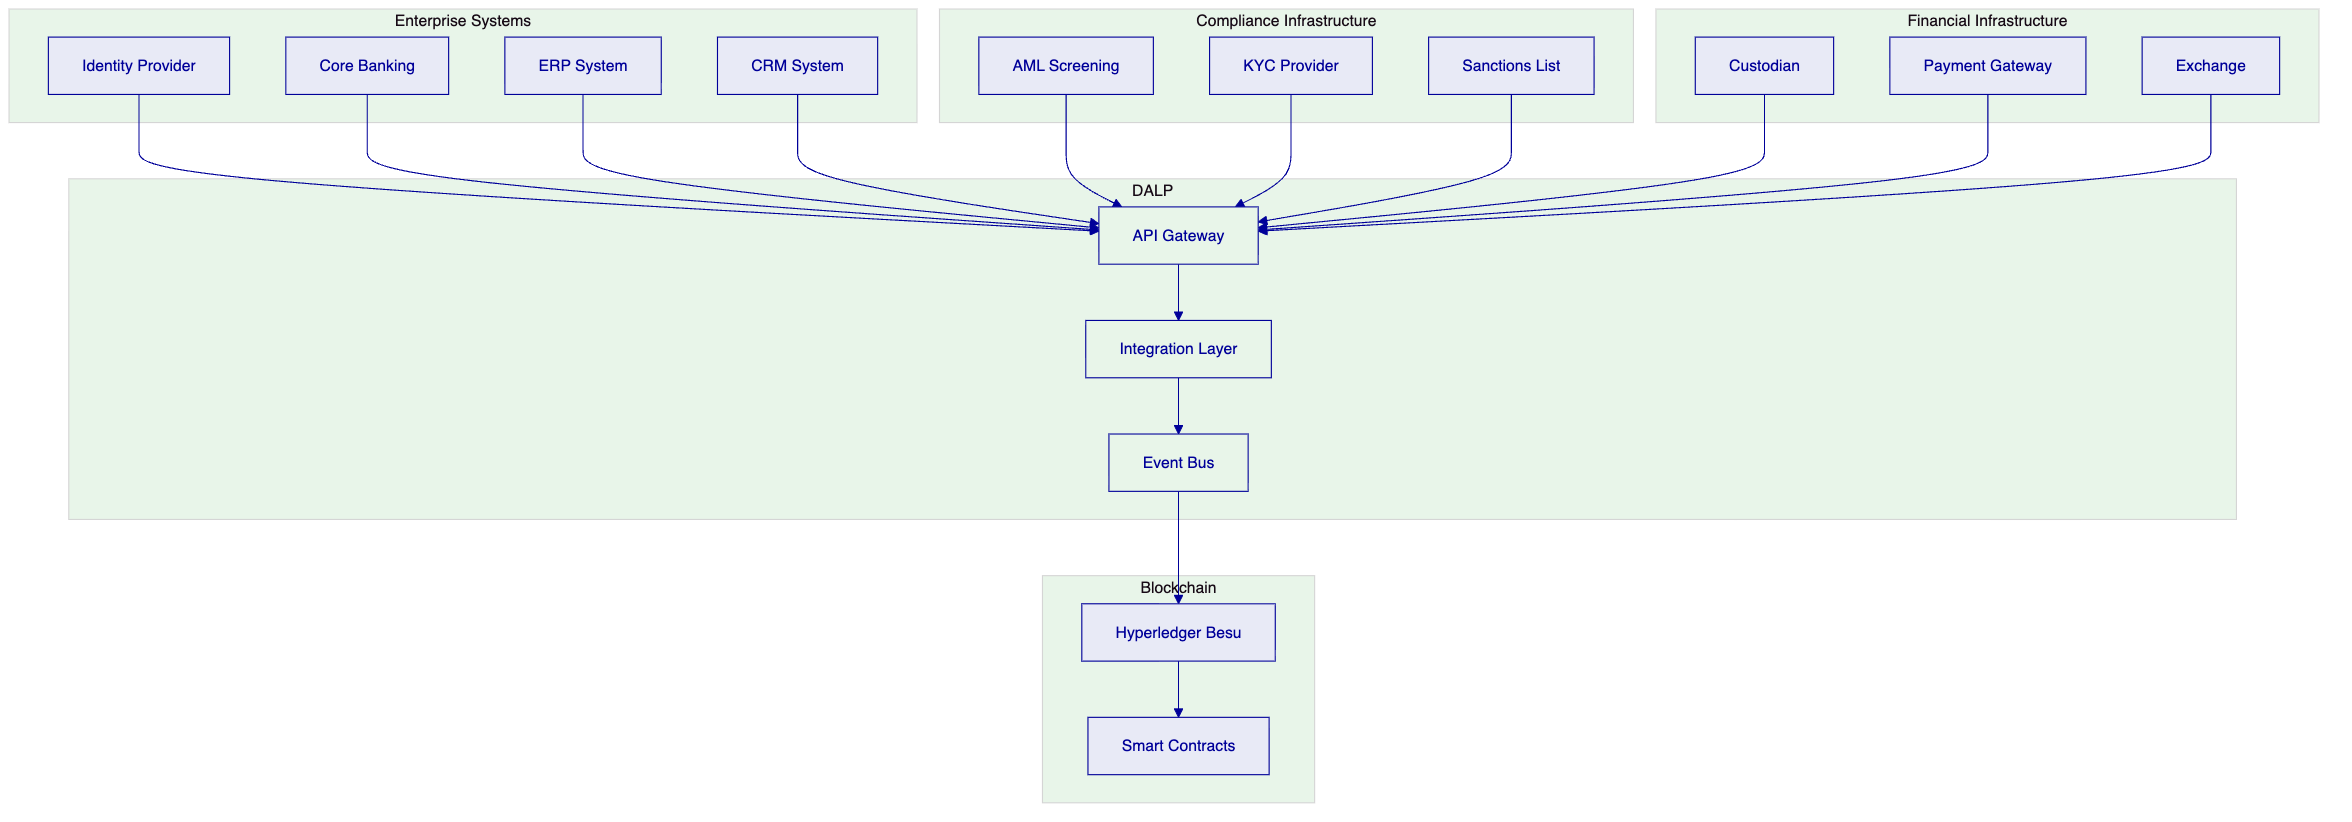 Enterprise Systems
Compliance Infrastructure
Financial Infrastructure
Identity Provider
Core Banking
ERP System
CRM System
AML Screening
KYC Provider
Sanctions List
Custodian
Payment Gateway
Exchange
DALP
API Gateway
Integration Layer
Event Bus
Blockchain
Hyperledger Besu
Smart Contracts